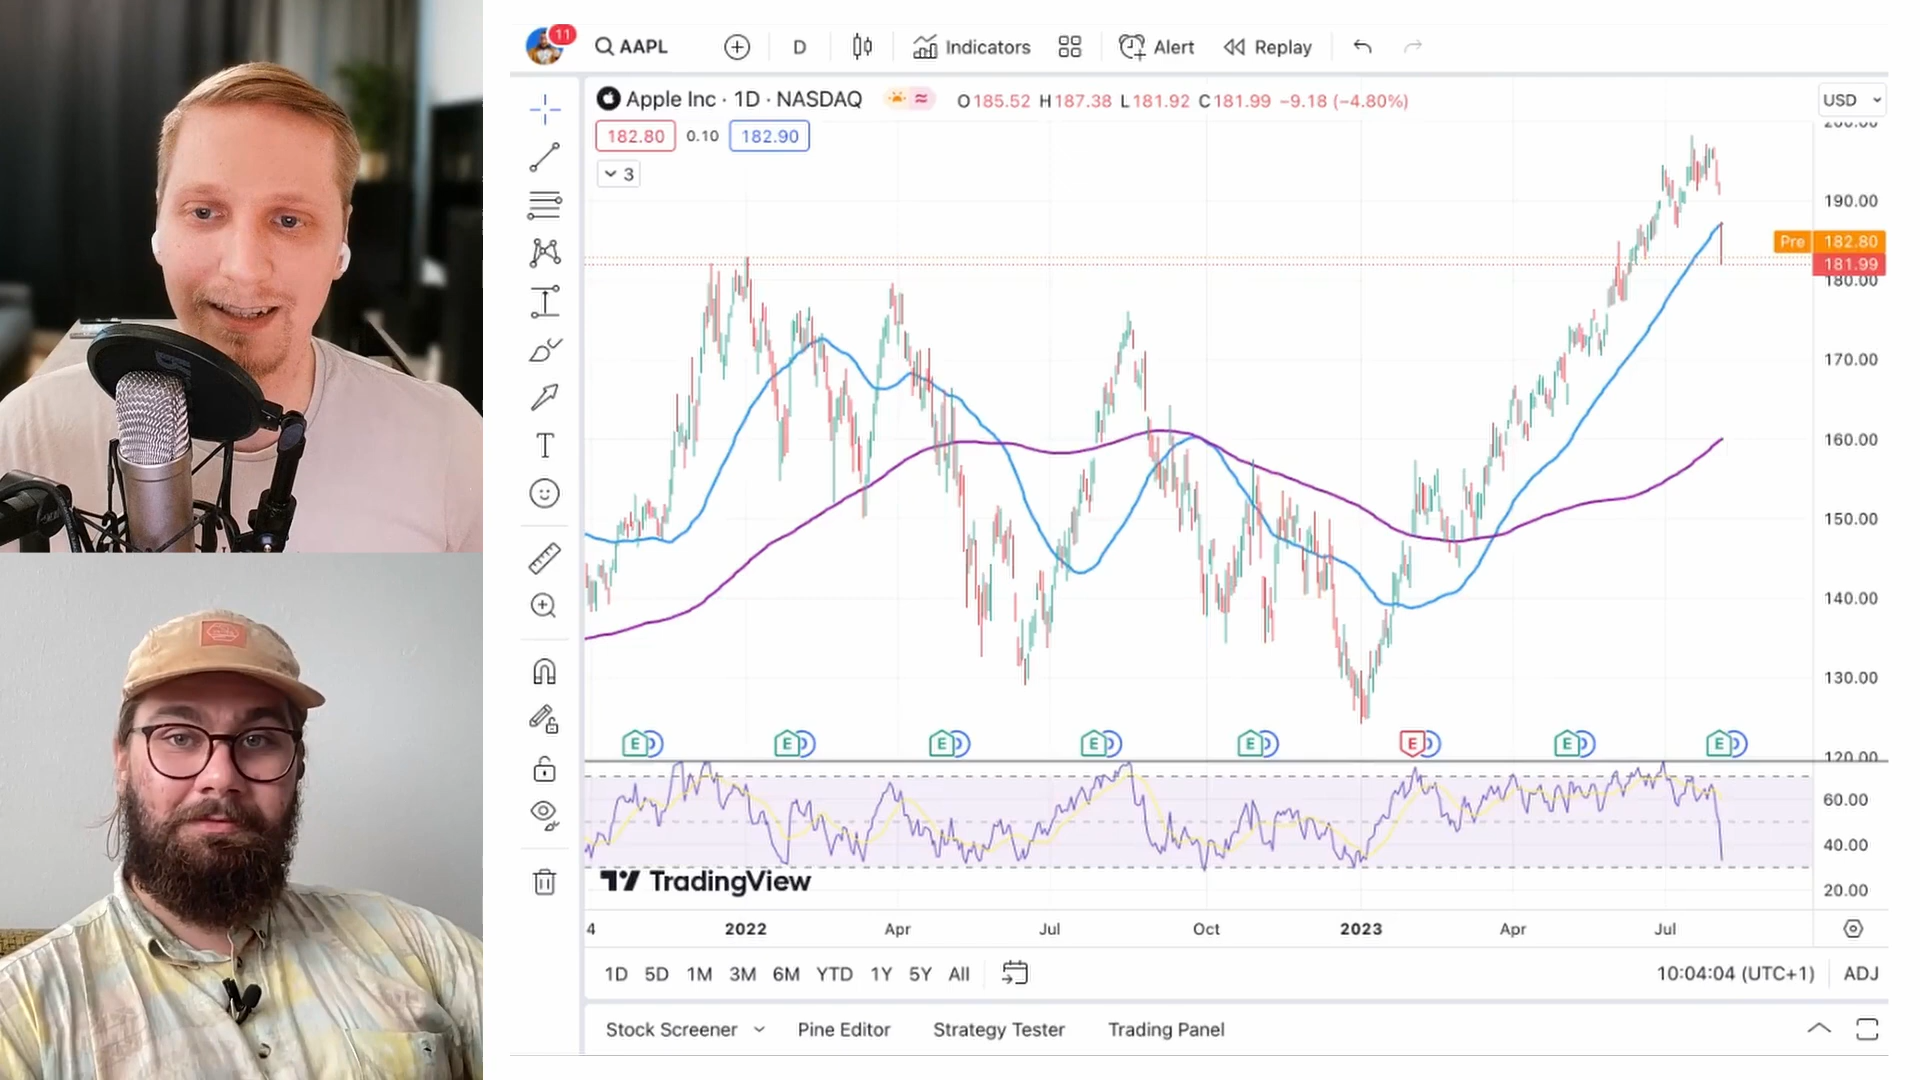 11
AAPL
D
Indicators
Alert
Replay
Apple Inc · 1D · NASDAQ
O185.52 H187.38 L181.92 C181.99 −9.18 (−4.80%)
USD
182.80
0.10
182.90
3
200.00
190.00
Pre 182.80
181.99
180.00
170.00
160.00
150.00
140.00
130.00
120.00
E D E D E D E D E D E D E D E D
60.00
40.00
20.00
TradingView
4 2022 Apr Jul Oct 2023 Apr Jul
1D 5D 1M 3M 6M YTD 1Y 5Y All
10:04:04 (UTC+1) ADJ
Stock Screener Pine Editor Strategy Tester Trading Panel